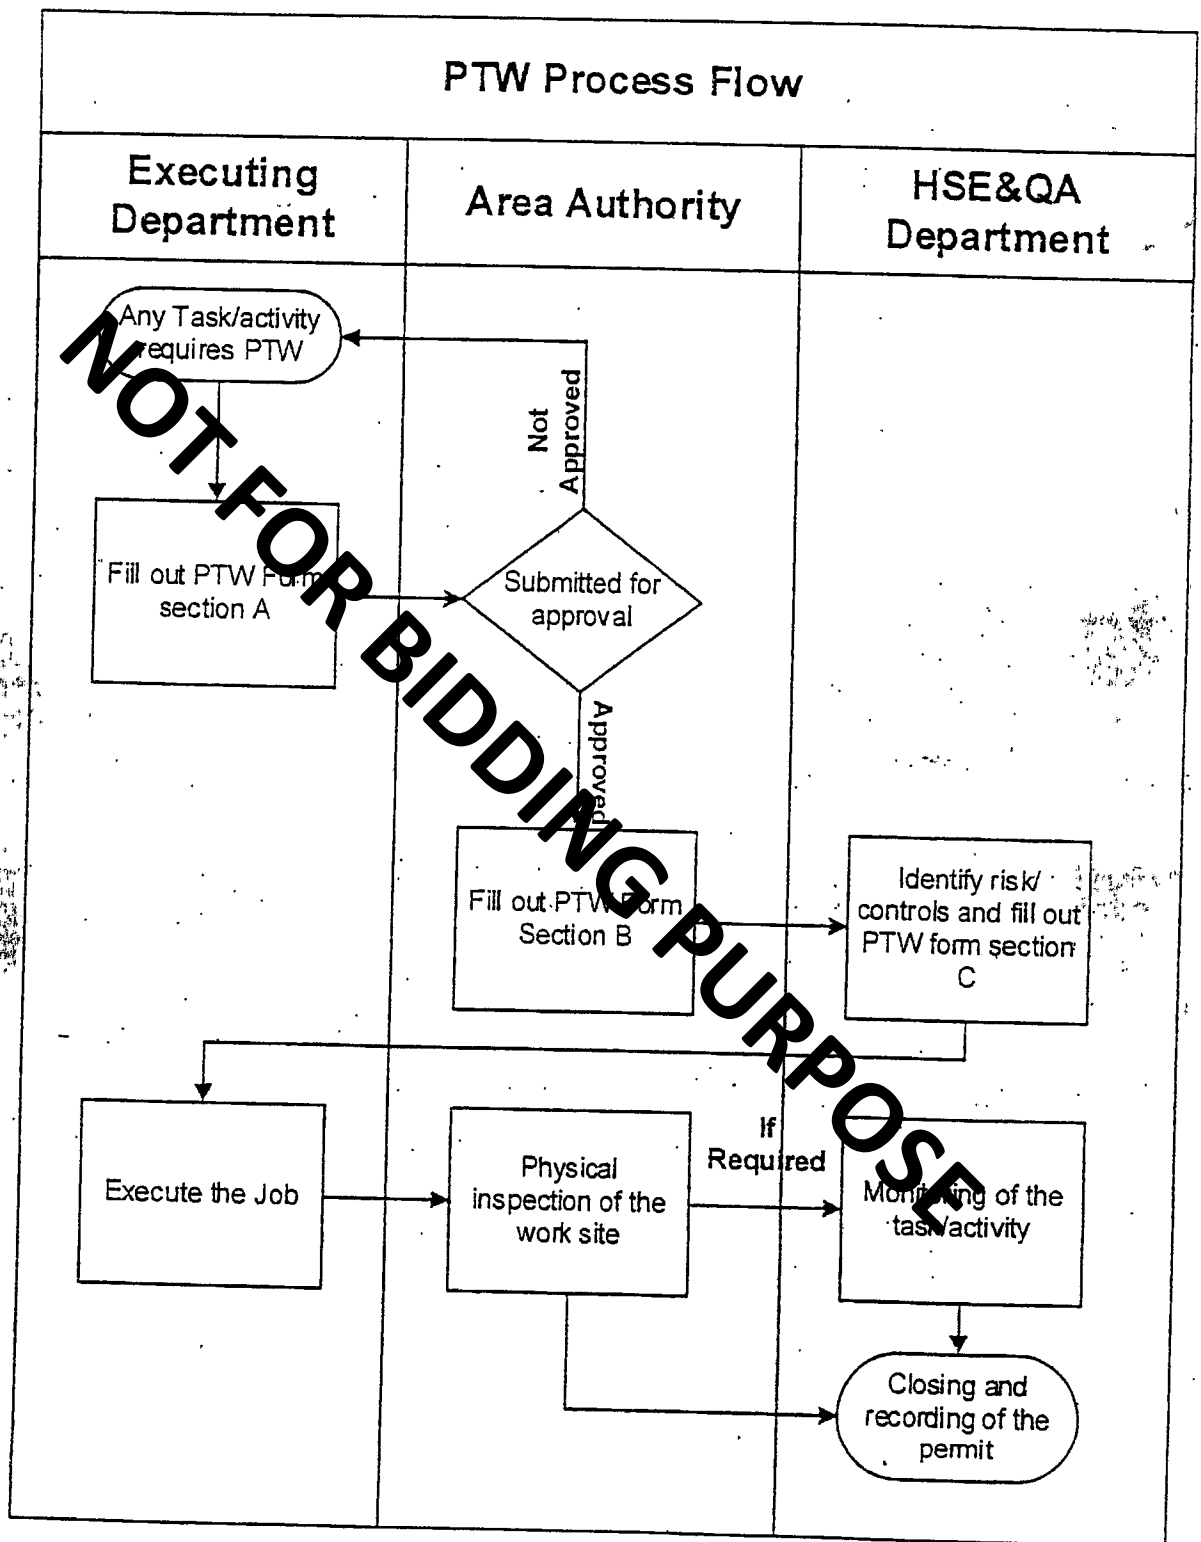 PTW Process Flow
Executing
Department
Area Authority
HSE&QA
Department
Any Task/activity
requires PTW
Not
Approved
Fill out PTW Form
section A
Submitted for
approval
Approved
Fill out PTW Form
Section B
Identify risk/
controls and fill out
PTW form section
C
Execute the Job
Physical
inspection of the
work site
If
Required
Monitoring of the
task/activity
Closing and
recording of the
permit
NOT FOR BIDDING PURPOSE